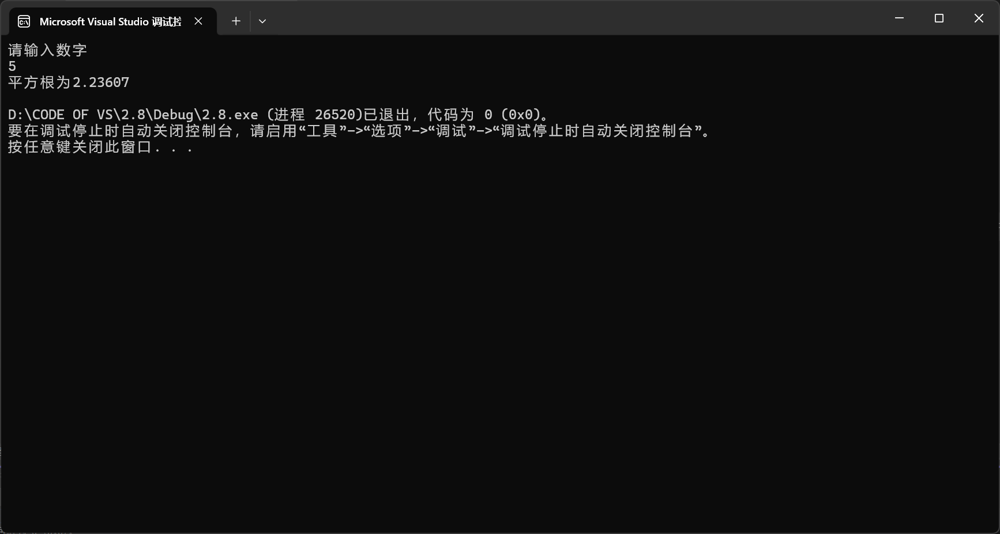 Microsoft Visual Studio 调试控
请输入数字
5
平方根为2.23607
D:\CODE OF VS\2.8\Debug\2.8.exe (进程 26520)已退出，代码为 0 (0x0)。
要在调试停止时自动关闭控制台，请启用“工具”->“选项”->“调试”->“调试停止时自动关闭控制台”。
按任意键关闭此窗口. . .